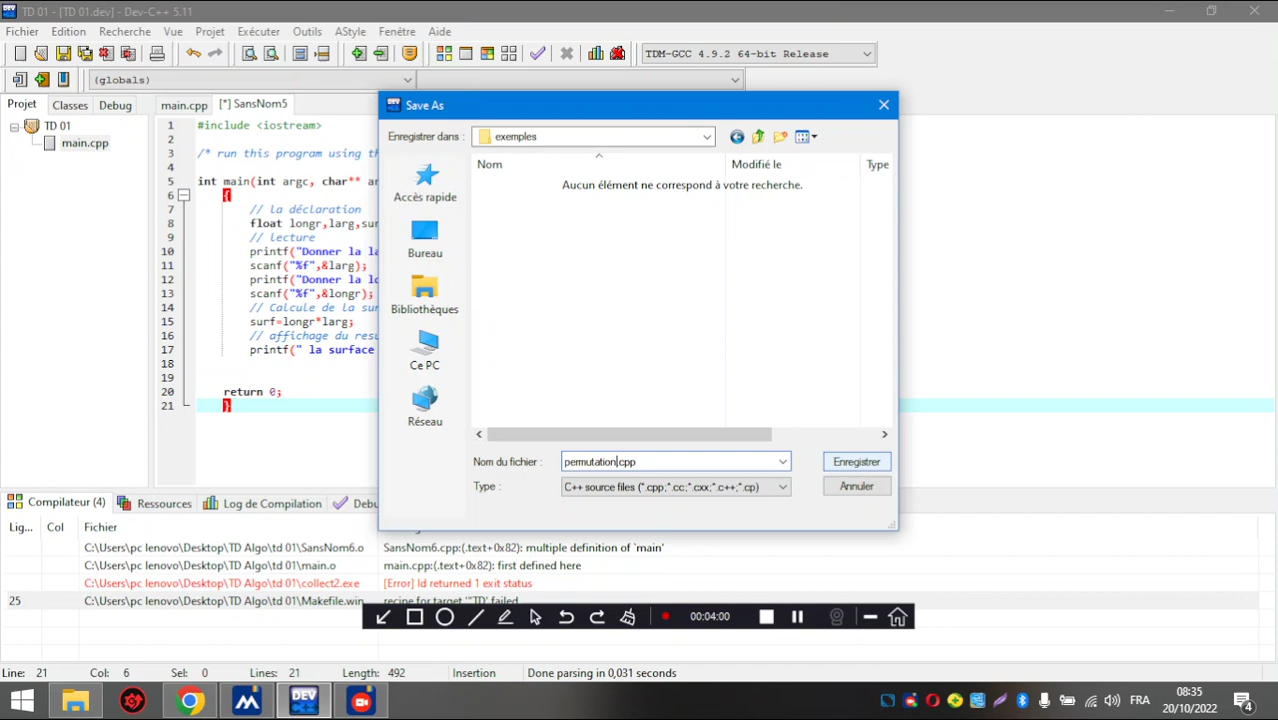 TD 01 - [TD 01.dev] - Dev-C++ 5.11
Fichier Edition Recherche Vue Projet Exécuter Outils AStyle Fenêtre Aide
TDM-GCC 4.9.2 64-bit Release
(globals)
Projet Classes Debug
TD 01
main.cpp
main.cpp [*] SansNom5
1 #include <iostream>
2
3 /* run this program using th
4
5 int main(int argc, char** ar
6 {
7 // la déclaration
8 float longr,larg,sur
9 // lecture
10 printf("Donner la la
11 scanf("%f",&larg);
12 printf("Donner la lo
13 scanf("%f",&longr);
14 // Calcule de la sur
15 surf=longr*larg;
16 // affichage du resu
17 printf(" la surface
18
19
20 return 0;
21 }
Save As
Enregistrer dans : exemples
Nom Modifié le Type
Aucun élément ne correspond à votre recherche.
Accès rapide
Bureau
Bibliothèques
Ce PC
Réseau
Nom du fichier : permutation.cpp Enregistrer
Type : C++ source files (*.cpp;*.cc;*.cxx;*.c++;*.cp) Annuler
Compilateur (4) Ressources Log de Compilation Debu
Lig... Col Fichier
C:\Users\pc lenovo\Desktop\TD Algo\td 01\SansNom6.o SansNom6.cpp:(.text+0x82): multiple definition of `main'
C:\Users\pc lenovo\Desktop\TD Algo\td 01\main.o main.cpp:(.text+0x82): first defined here
C:\Users\pc lenovo\Desktop\TD Algo\td 01\collect2.exe [Error] ld returned 1 exit status
25 C:\Users\pc lenovo\Desktop\TD Algo\td 01\Makefile.win recipe for target '"TD' failed
00:04:00
Line: 21 Col: 6 Sel: 0 Lines: 21 Length: 492 Insertion Done parsing in 0,031 seconds
DEV
FRA
08:35
20/10/2022
4